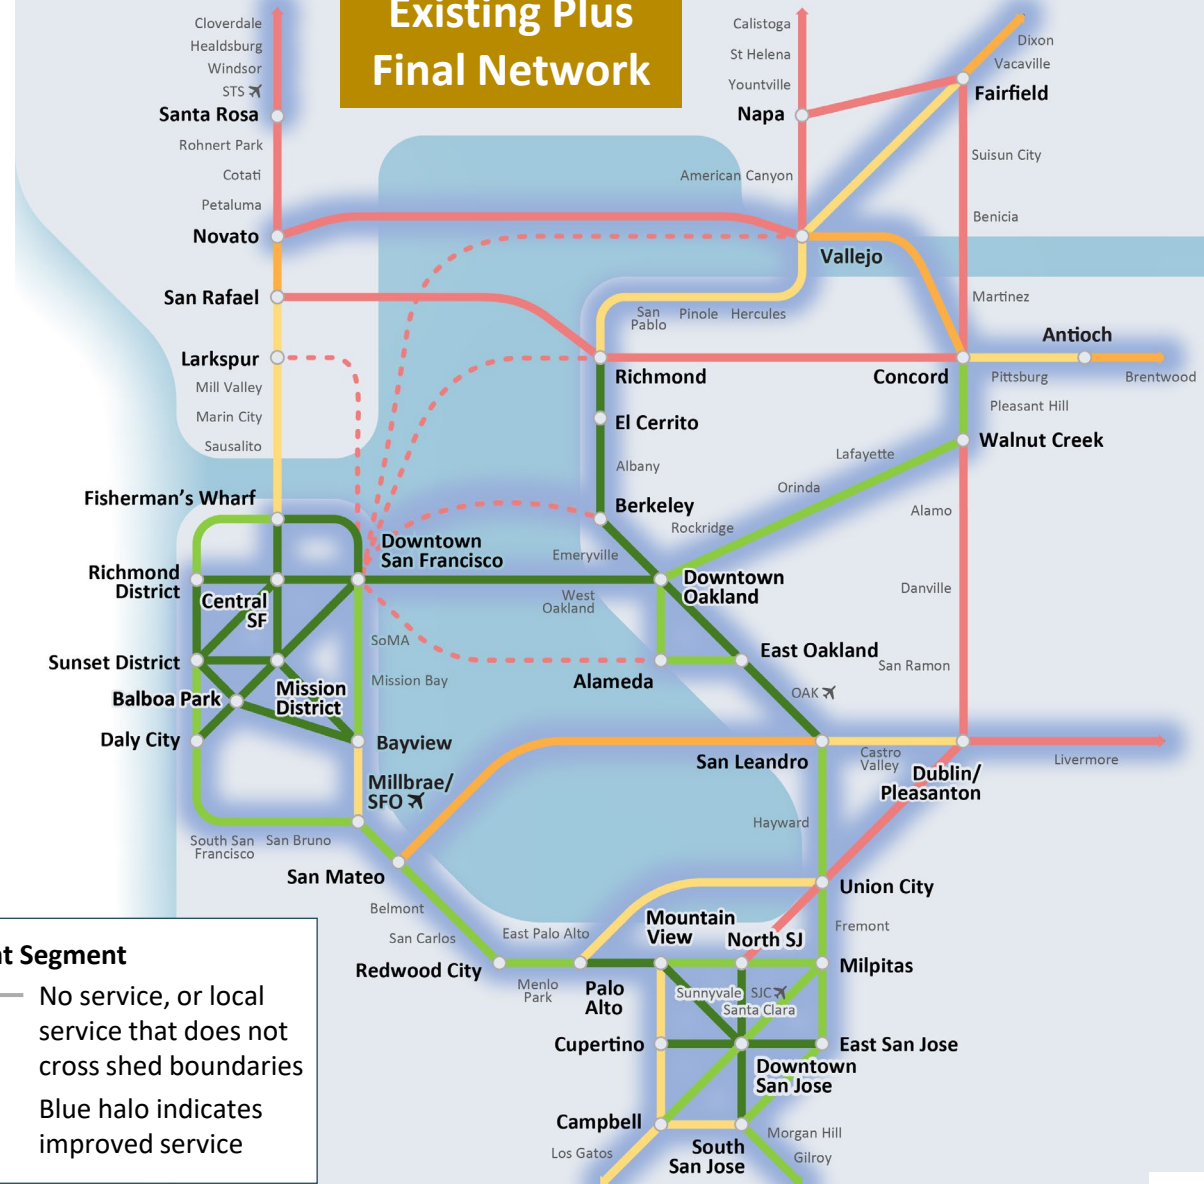 Existing Plus
Final Network
Cloverdale
Healdsburg
Windsor
STS
Santa Rosa
Rohnert Park
Cotati
Petaluma
Novato
San Rafael
Larkspur
Mill Valley
Marin City
Sausalito
Calistoga
St Helena
Yountville
Napa
American Canyon
Vallejo
Dixon
Vacaville
Fairfield
Suisun City
Benicia
Martinez
San
Pablo
Pinole
Hercules
Antioch
Richmond
Concord
Pittsburg
Brentwood
Pleasant Hill
El Cerrito
Walnut Creek
Albany
Lafayette
Orinda
Berkeley
Rockridge
Alamo
Emeryville
Fisherman's Wharf
Downtown
San Francisco
Richmond
District
Central
SF
West
Oakland
Downtown
Oakland
Danville
SoMA
Sunset District
Mission Bay
East Oakland
San Ramon
Alameda
OAK
Balboa Park
Mission
District
Daly City
Bayview
San Leandro
Castro
Valley
Dublin/
Pleasanton
Livermore
Millbrae/
SFO
South San
Francisco
San Bruno
Hayward
San Mateo
Union City
Belmont
San Carlos
East Palo Alto
Mountain
View
North SJ
Fremont
Redwood City
Menlo
Park
Palo
Alto
Milpitas
Sunnyvale
SJC
Santa Clara
Cupertino
East San Jose
Downtown
San Jose
Campbell
Los Gatos
South
San Jose
Morgan Hill
Gilroy
t Segment
No service, or local
service that does not
cross shed boundaries
Blue halo indicates
improved service